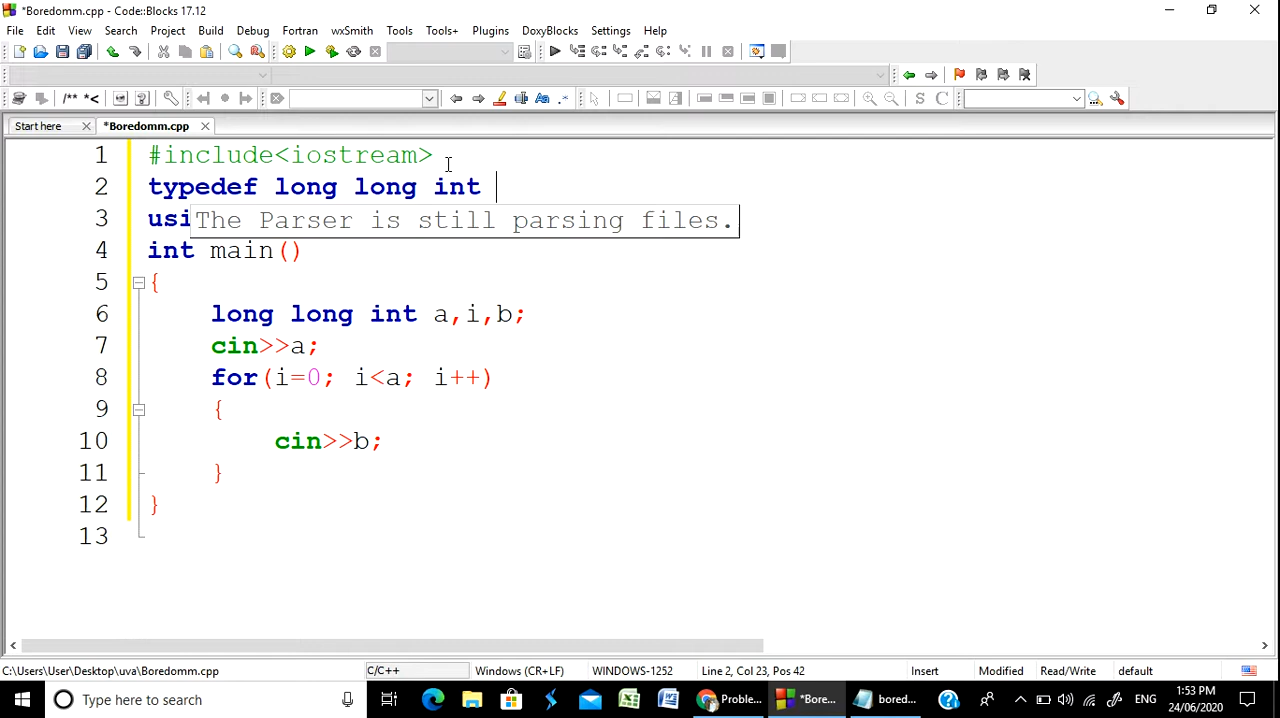 *Boredomm.cpp - Code::Blocks 17.12
File Edit View Search Project Build Debug Fortran wxSmith Tools Tools+ Plugins DoxyBlocks Settings Help
/** *<
Aa .*
S C
Start here *Boredomm.cpp
1 #include<iostream>
2 typedef long long int
3 usi
The Parser is still parsing files.
4 int main()
5 {
6 long long int a,i,b;
7 cin>>a;
8 for(i=0; i<a; i++)
9 {
10 cin>>b;
11 }
12 }
13
C:\Users\User\Desktop\uva\Boredomm.cpp C/C++ Windows (CR+LF) WINDOWS-1252 Line 2, Col 23, Pos 42 Insert Modified Read/Write default
Type here to search Proble... *Bore... bored... ENG 1:53 PM
24/06/2020